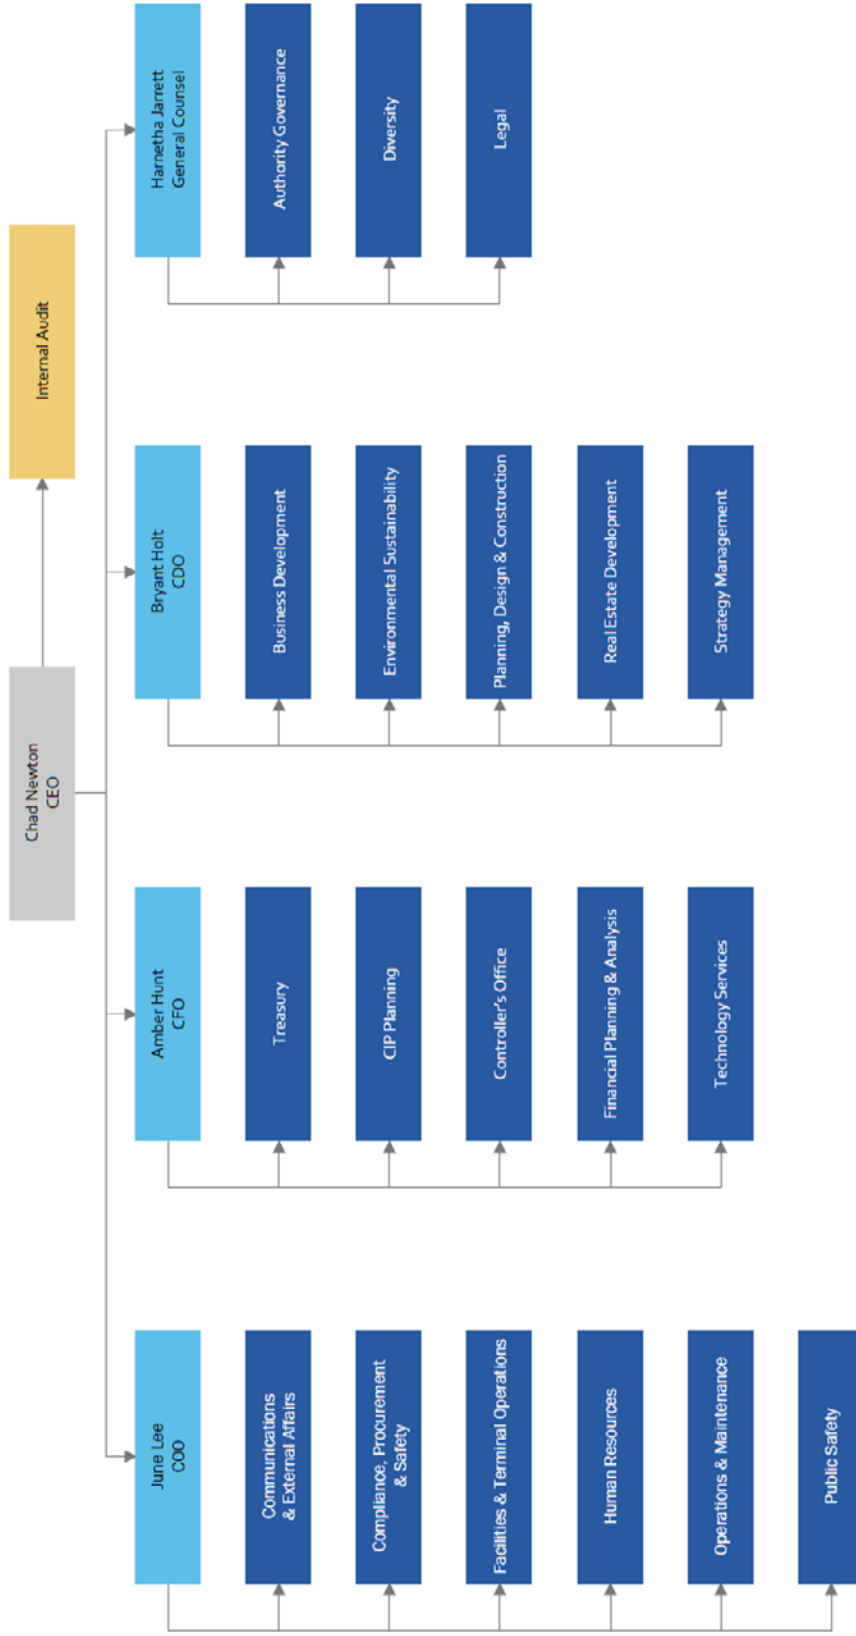 Chad Newton
CEO
Internal Audit
June Lee
COO
Communications
& External Affairs
Compliance, Procurement
& Safety
Facilities & Terminal Operations
Human Resources
Operations & Maintenance
Public Safety
Amber Hunt
CFO
Treasury
CIP Planning
Controller's Office
Financial Planning & Analysis
Technology Services
Bryant Holt
CDO
Business Development
Environmental Sustainability
Planning, Design & Construction
Real Estate Development
Strategy Management
Harnetha Jarrett
General Counsel
Authority Governance
Diversity
Legal